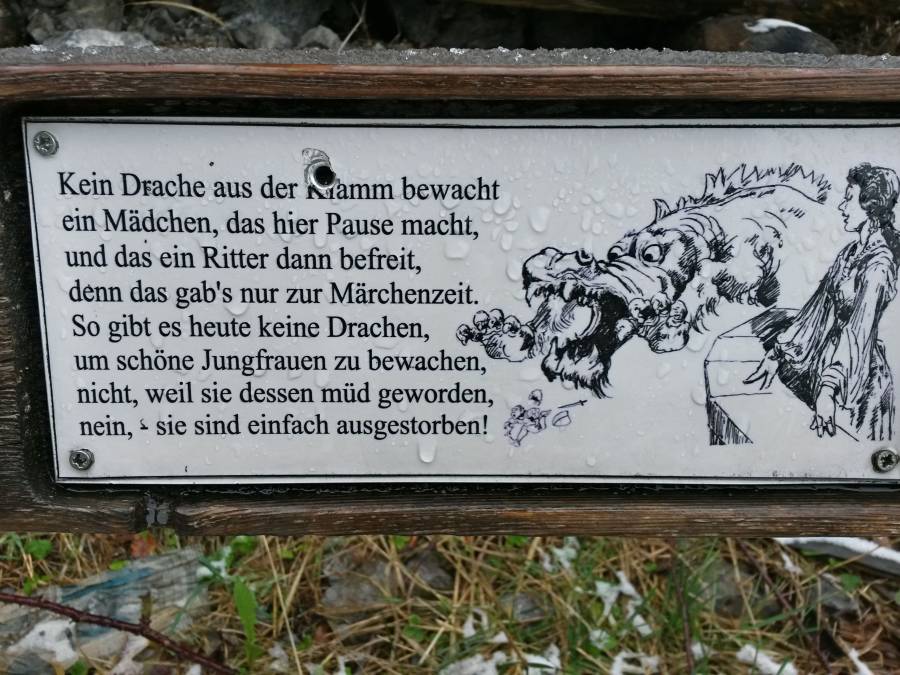 Kein Drache aus der Klamm bewacht
ein Mädchen, das hier Pause macht,
und das ein Ritter dann befreit,
denn das gab's nur zur Märchenzeit.
So gibt es heute keine Drachen,
um schöne Jungfrauen zu bewachen,
nicht, weil sie dessen müd geworden,
nein, - sie sind einfach ausgestorben!